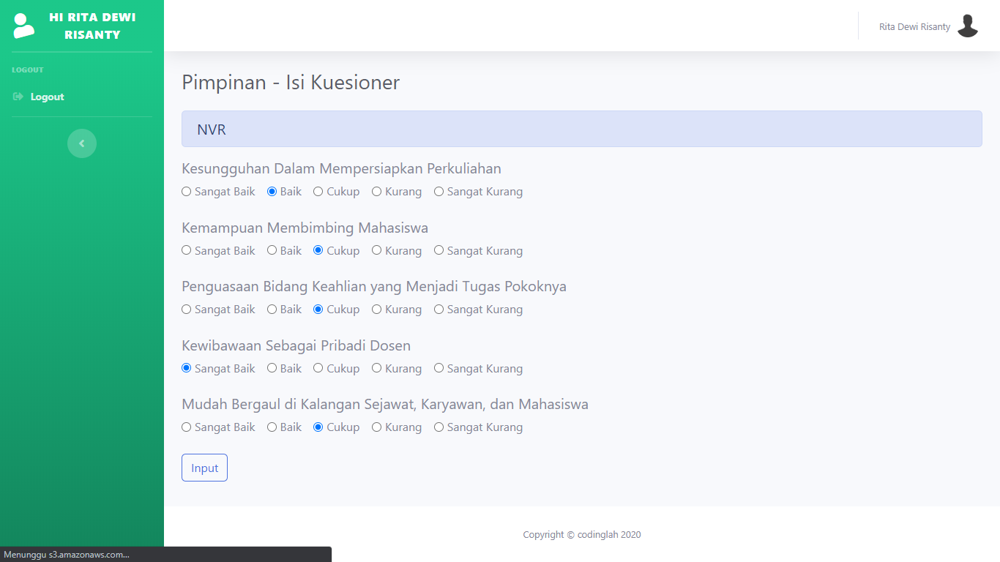 HI RITA DEWI
RISANTY
LOGOUT
Logout
Rita Dewi Risanty
Pimpinan - Isi Kuesioner
NVR
Kesungguhan Dalam Mempersiapkan Perkuliahan
Sangat Baik Baik Cukup Kurang Sangat Kurang
Kemampuan Membimbing Mahasiswa
Sangat Baik Baik Cukup Kurang Sangat Kurang
Penguasaan Bidang Keahlian yang Menjadi Tugas Pokoknya
Sangat Baik Baik Cukup Kurang Sangat Kurang
Kewibawaan Sebagai Pribadi Dosen
Sangat Baik Baik Cukup Kurang Sangat Kurang
Mudah Bergaul di Kalangan Sejawat, Karyawan, dan Mahasiswa
Sangat Baik Baik Cukup Kurang Sangat Kurang
Input
Copyright © codinglah 2020
Menunggu s3.amazonaws.com...